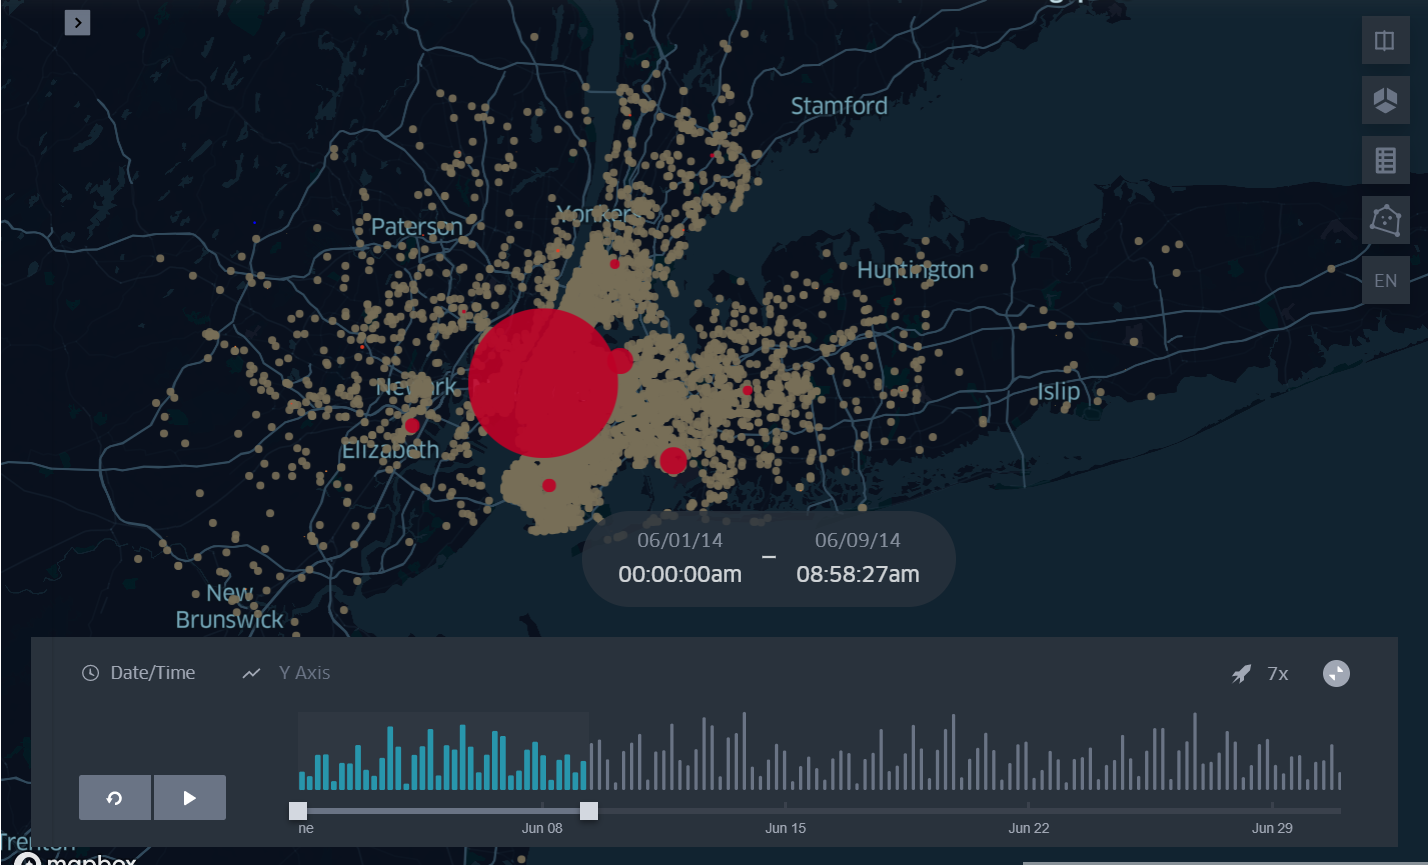 Stamford
Yonkers
Paterson
Huntington
Newark
Islip
Elizabeth
EN
06/01/14
00:00:00am
–
06/09/14
08:58:27am
New
Brunswick
Date/Time
Y Axis
7x
ne
Jun 08
Jun 15
Jun 22
Jun 29
Trenton
mapbox